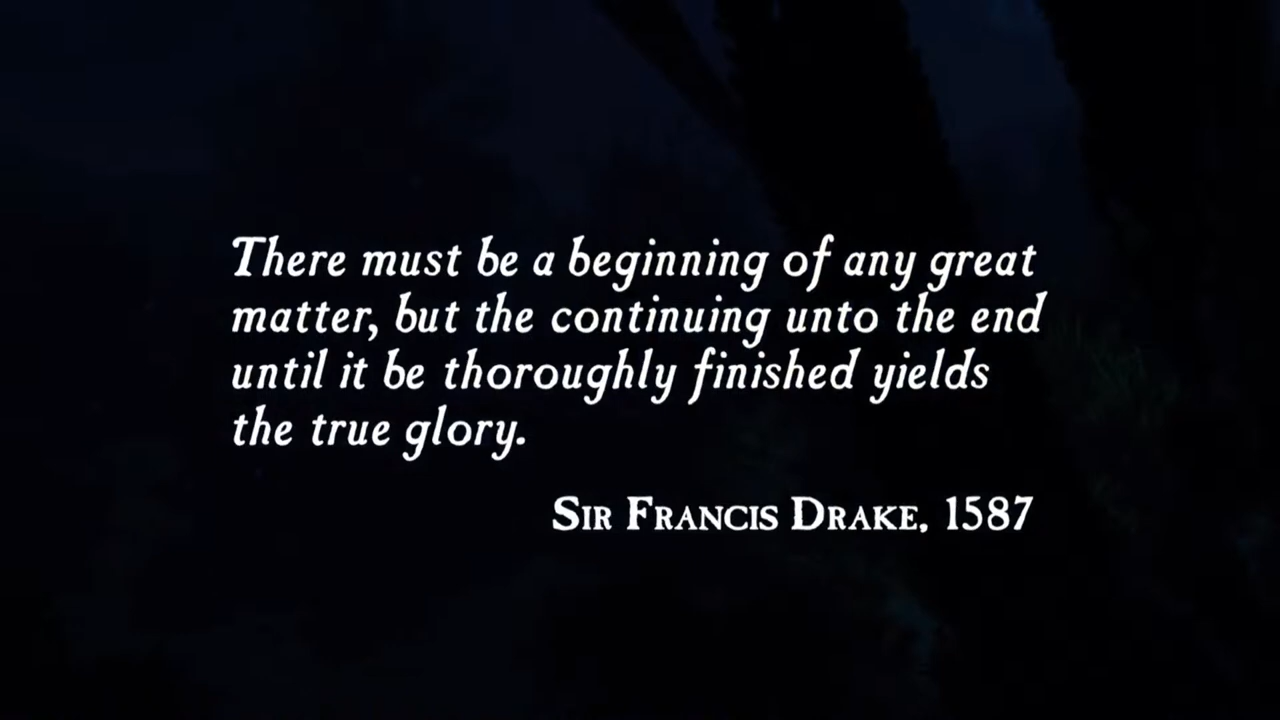 There must be a beginning of any great
matter, but the continuing unto the end
until it be thoroughly finished yields
the true glory.
Sir Francis Drake, 1587